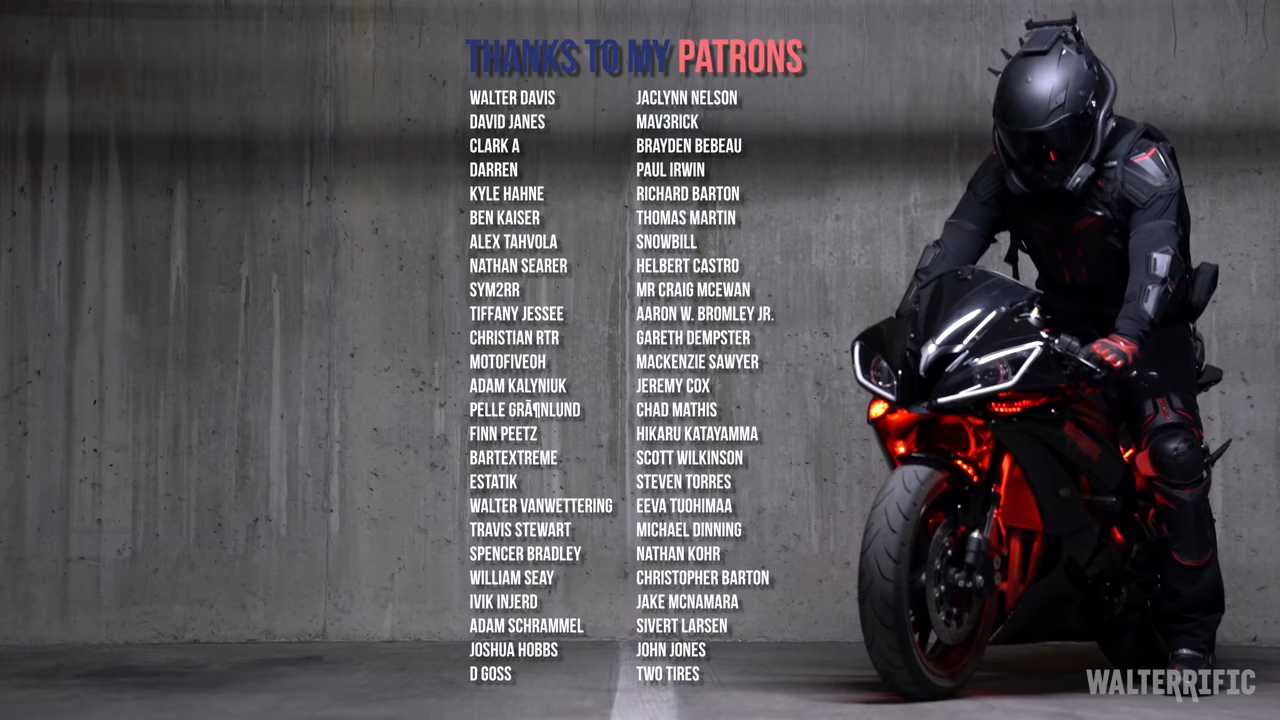 THANKS TO MY PATRONS
WALTER DAVIS
DAVID JANES
CLARK A
DARREN
KYLE HAHNE
BEN KAISER
ALEX TAHVOLA
NATHAN SEARER
SYM2RR
TIFFANY JESSEE
CHRISTIAN RTR
MOTOFIVEOH
ADAM KALYNIUK
PELLE GRÃ¶NLUND
FINN PEETZ
BARTEXTREME
ESTATIK
WALTER VANWETTERING
TRAVIS STEWART
SPENCER BRADLEY
WILLIAM SEAY
IVIK INJERD
ADAM SCHRAMMEL
JOSHUA HOBBS
D GOSS
JACLYNN NELSON
MAV3RICK
BRAYDEN BEBEAU
PAUL IRWIN
RICHARD BARTON
THOMAS MARTIN
SNOWBILL
HELBERT CASTRO
MR CRAIG MCEWAN
AARON W. BROMLEY JR.
GARETH DEMPSTER
MACKENZIE SAWYER
JEREMY COX
CHAD MATHIS
HIKARU KATAYAMMA
SCOTT WILKINSON
STEVEN TORRES
EEVA TUOHIMAA
MICHAEL DINNING
NATHAN KOHR
CHRISTOPHER BARTON
JAKE MCNAMARA
SIVERT LARSEN
JOHN JONES
TWO TIRES
WALTERRIFIC